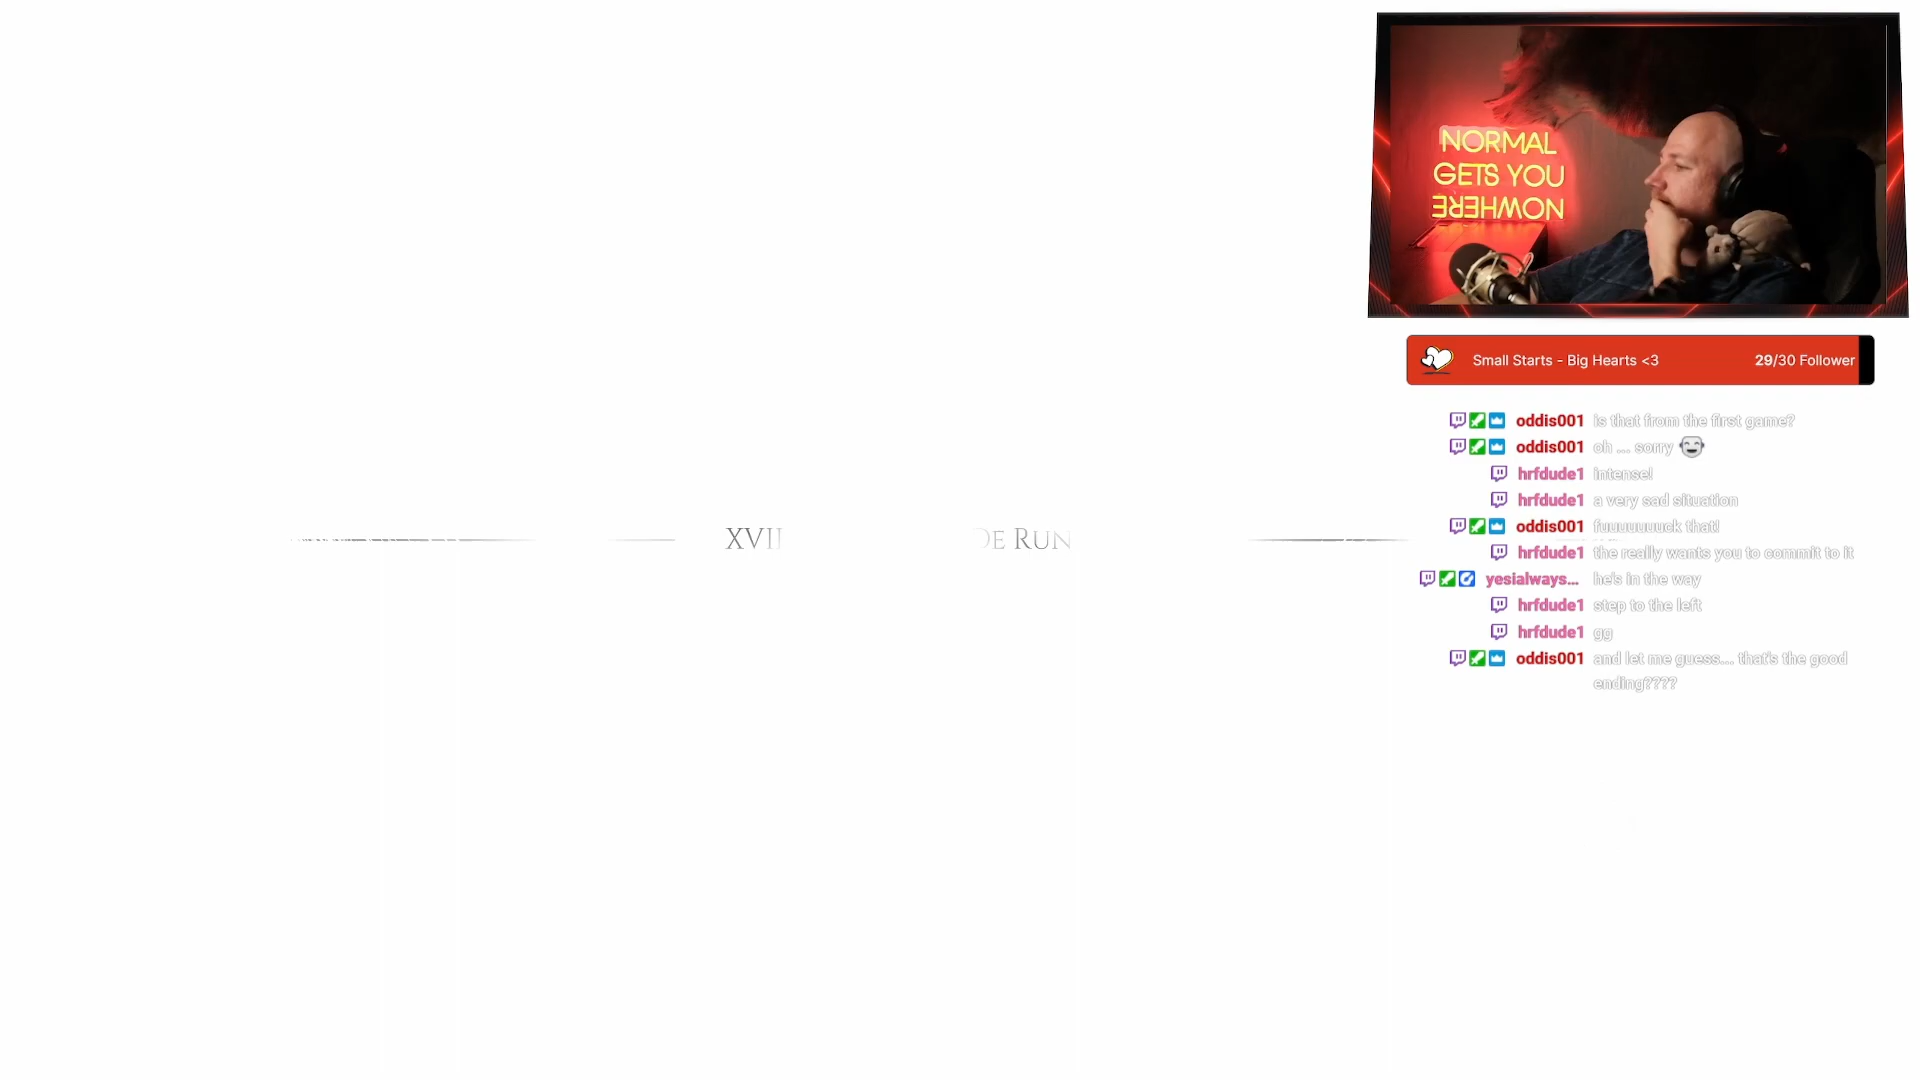 NORMAL
GETS YOU
NOWHERE
Small Starts - Big Hearts <3 29/30 Follower
oddis001 is that from the first game?
oddis001 oh ... sorry
hrfdude1 intense!
hrfdude1 a very sad situation
oddis001 fuuuuuuuck that!
hrfdude1 the really wants you to commit to it
yesialways... he's in the way
hrfdude1 step to the left
hrfdude1 gg
oddis001 and let me guess... that's the good
ending????
XVII De Run